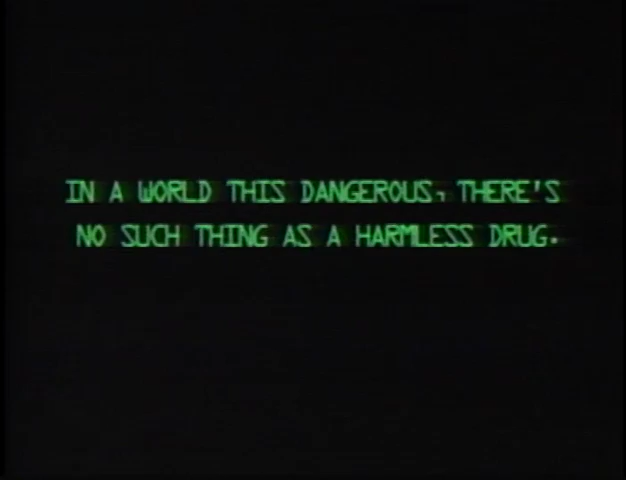 IN A WORLD THIS DANGEROUS, THERE'S
NO SUCH THING AS A HARMLESS DRUG.